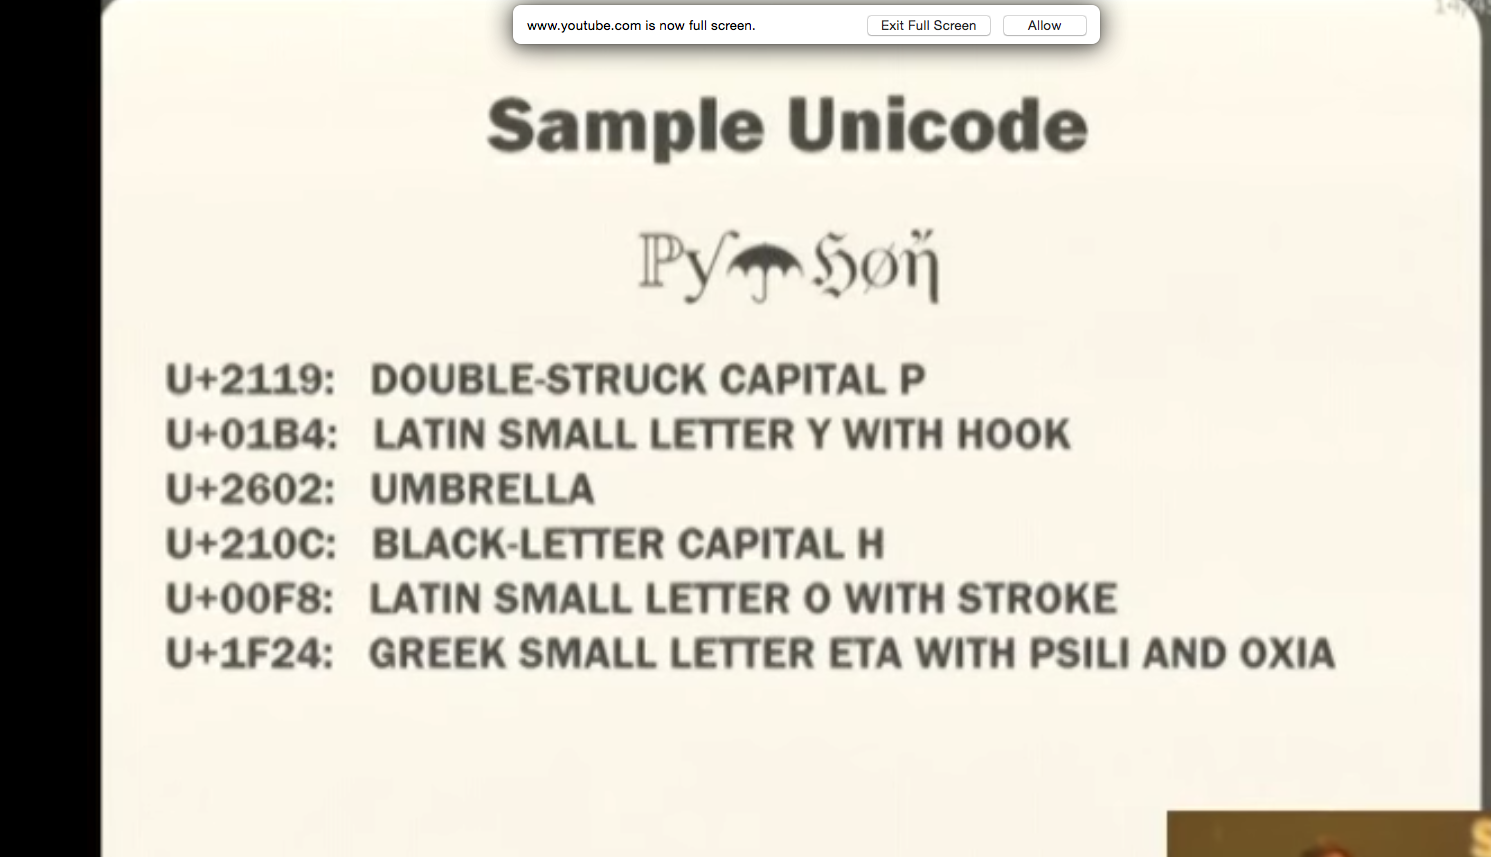 www.youtube.com is now full screen. Exit Full Screen Allow
Sample Unicode
ℙƴ☂ℌøἤ
U+2119: DOUBLE-STRUCK CAPITAL P
U+01B4: LATIN SMALL LETTER Y WITH HOOK
U+2602: UMBRELLA
U+210C: BLACK-LETTER CAPITAL H
U+00F8: LATIN SMALL LETTER O WITH STROKE
U+1F24: GREEK SMALL LETTER ETA WITH PSILI AND OXIA